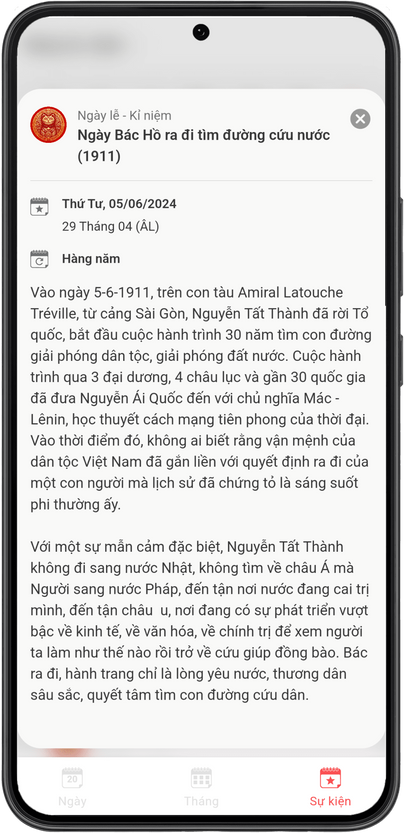 Ngày lễ - Kỉ niệm
Ngày Bác Hồ ra đi tìm đường cứu nước
(1911)
Thứ Tư, 05/06/2024
29 Tháng 04 (ÂL)
Hàng năm
Vào ngày 5-6-1911, trên con tàu Amiral Latouche
Tréville, từ cảng Sài Gòn, Nguyễn Tất Thành đã rời Tổ
quốc, bắt đầu cuộc hành trình 30 năm tìm con đường
giải phóng dân tộc, giải phóng đất nước. Cuộc hành
trình qua 3 đại dương, 4 châu lục và gần 30 quốc gia
đã đưa Nguyễn Ái Quốc đến với chủ nghĩa Mác -
Lênin, học thuyết cách mạng tiên phong của thời đại.
Vào thời điểm đó, không ai biết rằng vận mệnh của
dân tộc Việt Nam đã gắn liền với quyết định ra đi của
một con người mà lịch sử đã chứng tỏ là sáng suốt
phi thường ấy.
Với một sự mẫn cảm đặc biệt, Nguyễn Tất Thành
không đi sang nước Nhật, không tìm về châu Á mà
Người sang nước Pháp, đến tận nơi nước đang cai trị
mình, đến tận châu  u, nơi đang có sự phát triển vượt
bậc về kinh tế, về văn hóa, về chính trị để xem người
ta làm như thế nào rồi trở về cứu giúp đồng bào. Bác
ra đi, hành trang chỉ là lòng yêu nước, thương dân
sâu sắc, quyết tâm tìm con đường cứu dân.
20
Ngày
Tháng
Sự kiện